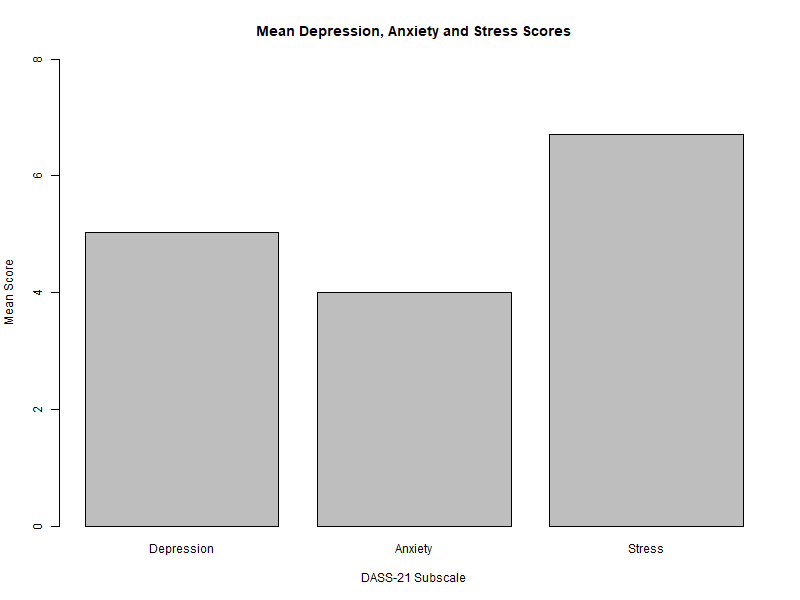 Mean Depression, Anxiety and Stress Scores
8
6
4
2
0
Mean Score
Depression Anxiety Stress
DASS-21 Subscale